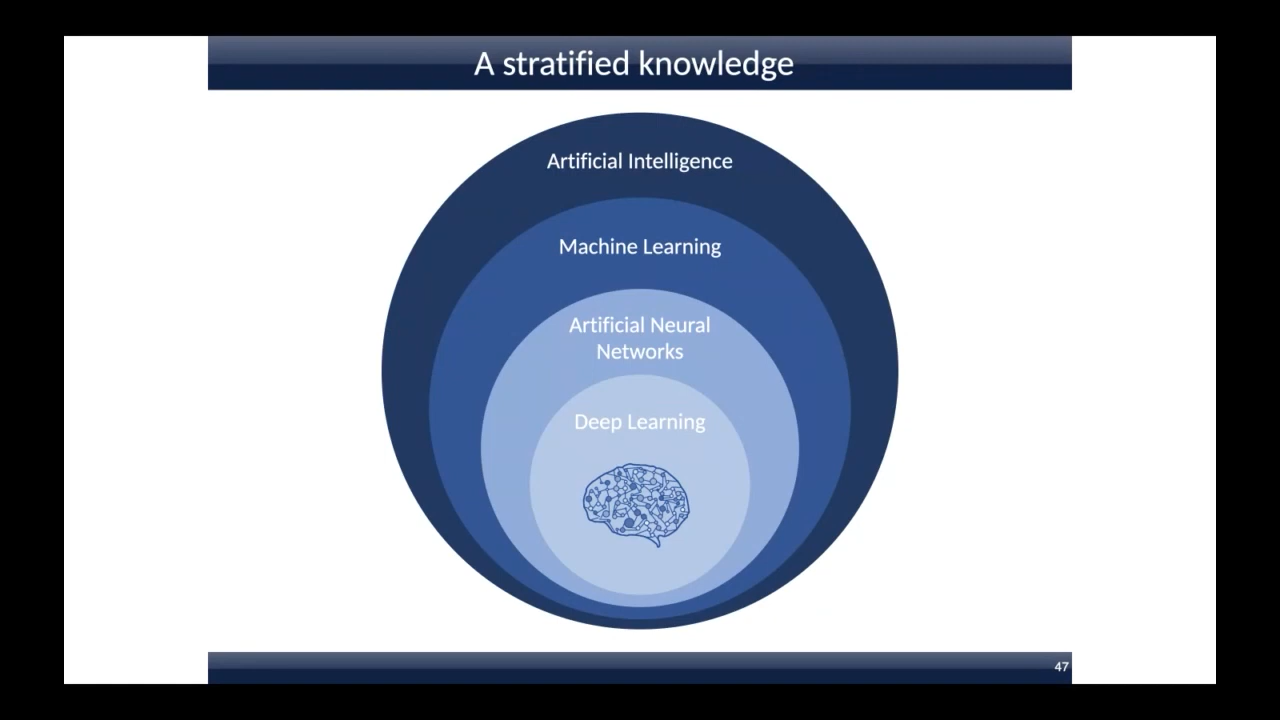 A stratified knowledge
Artificial Intelligence
Machine Learning
Artificial Neural
Networks
Deep Learning
47